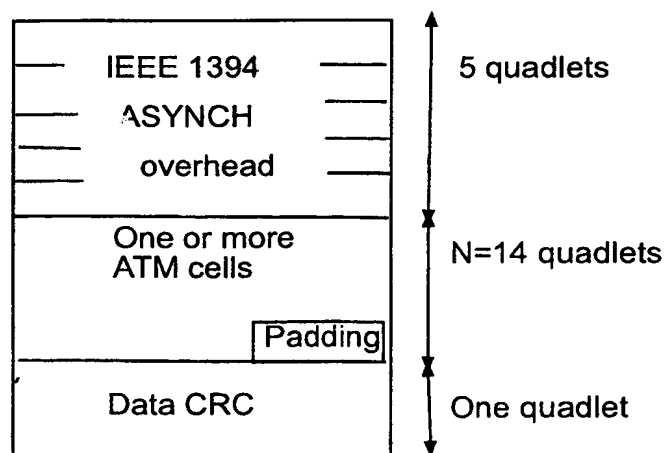 IEEE 1394
5 quadlets
ASYNCH
overhead
One or more
ATM cells
N=14 quadlets
Padding
Data CRC
One quadlet